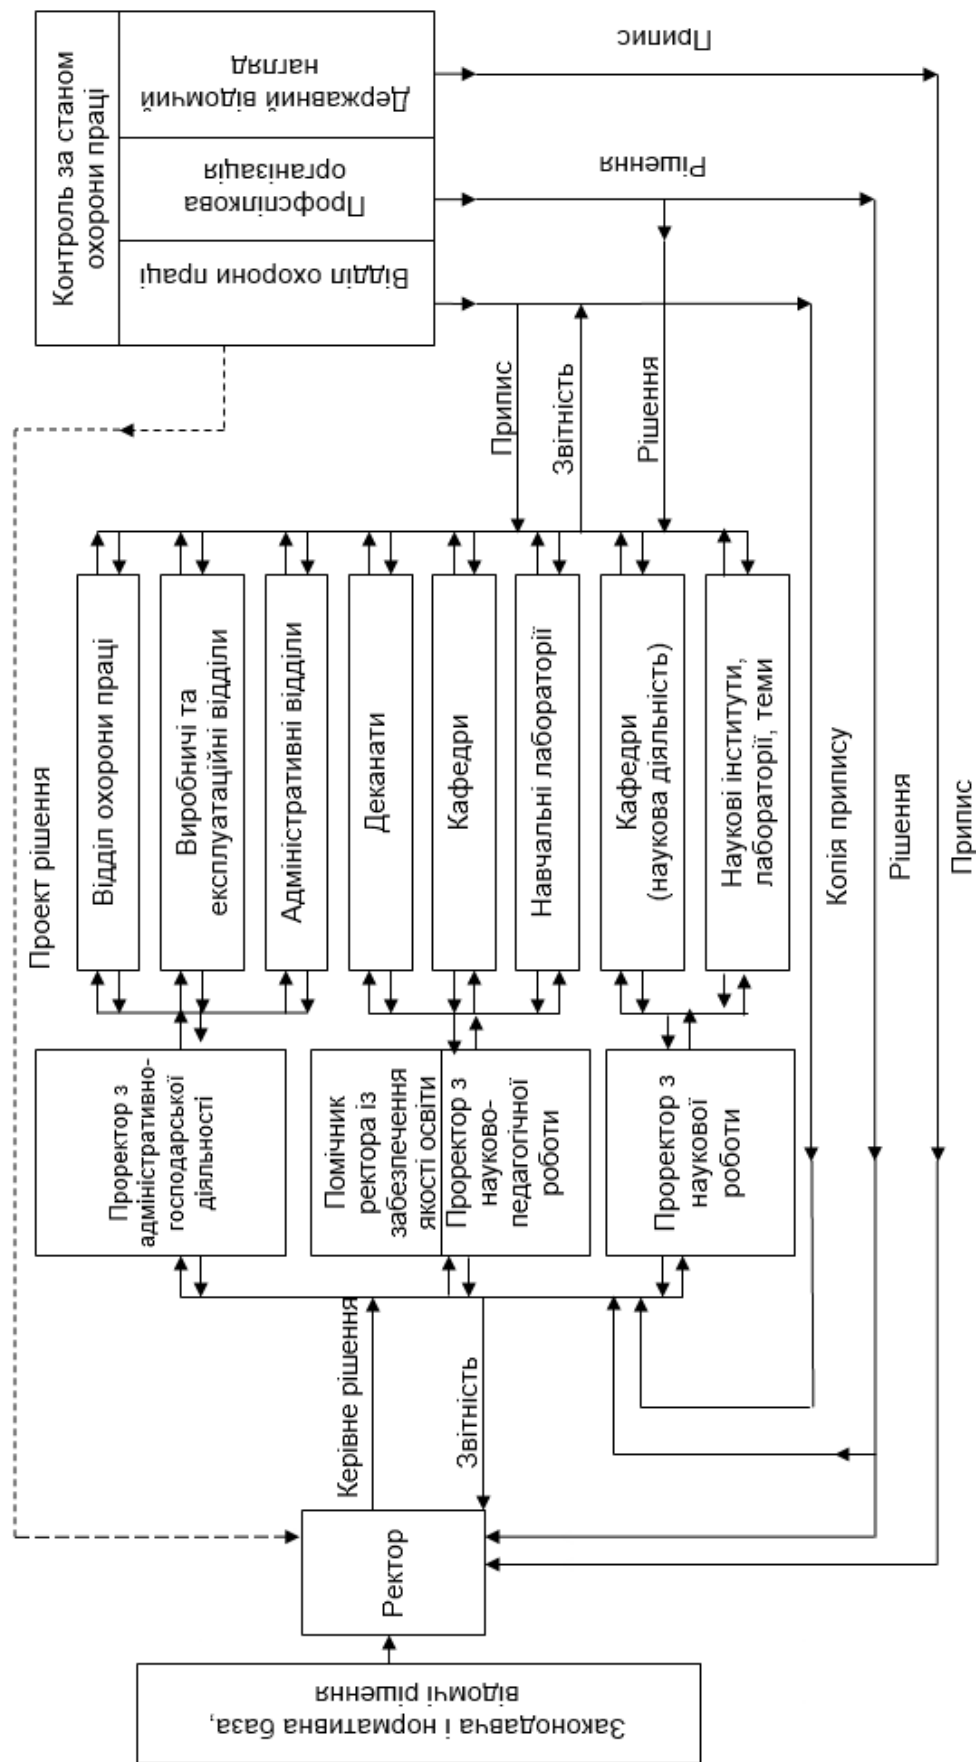 Контроль за станом
охорони праці
Державний відомчий
нагляд
Профспілкова
організація
Відділ охорони праці
Припис
Рішення
Припис
Звітність
Рішення
Проект рішення
Відділ охорони праці
Виробничі та
експлуатаційні відділи
Адміністративні відділи
Деканати
Кафедри
Навчальні лабораторії
Кафедри
(наукова діяльність)
Наукові інститути,
лабораторії, теми
Копія припису
Рішення
Припис
Проректор з
адміністративно-
господарської
діяльності
Помічник
ректора із
забезпечення
якості освіти
Проректор з
науково-
педагогічної
роботи
Проректор з
наукової
роботи
Керівне рішення
Звітність
Ректор
Законодавча і нормативна база,
відомчі рішення